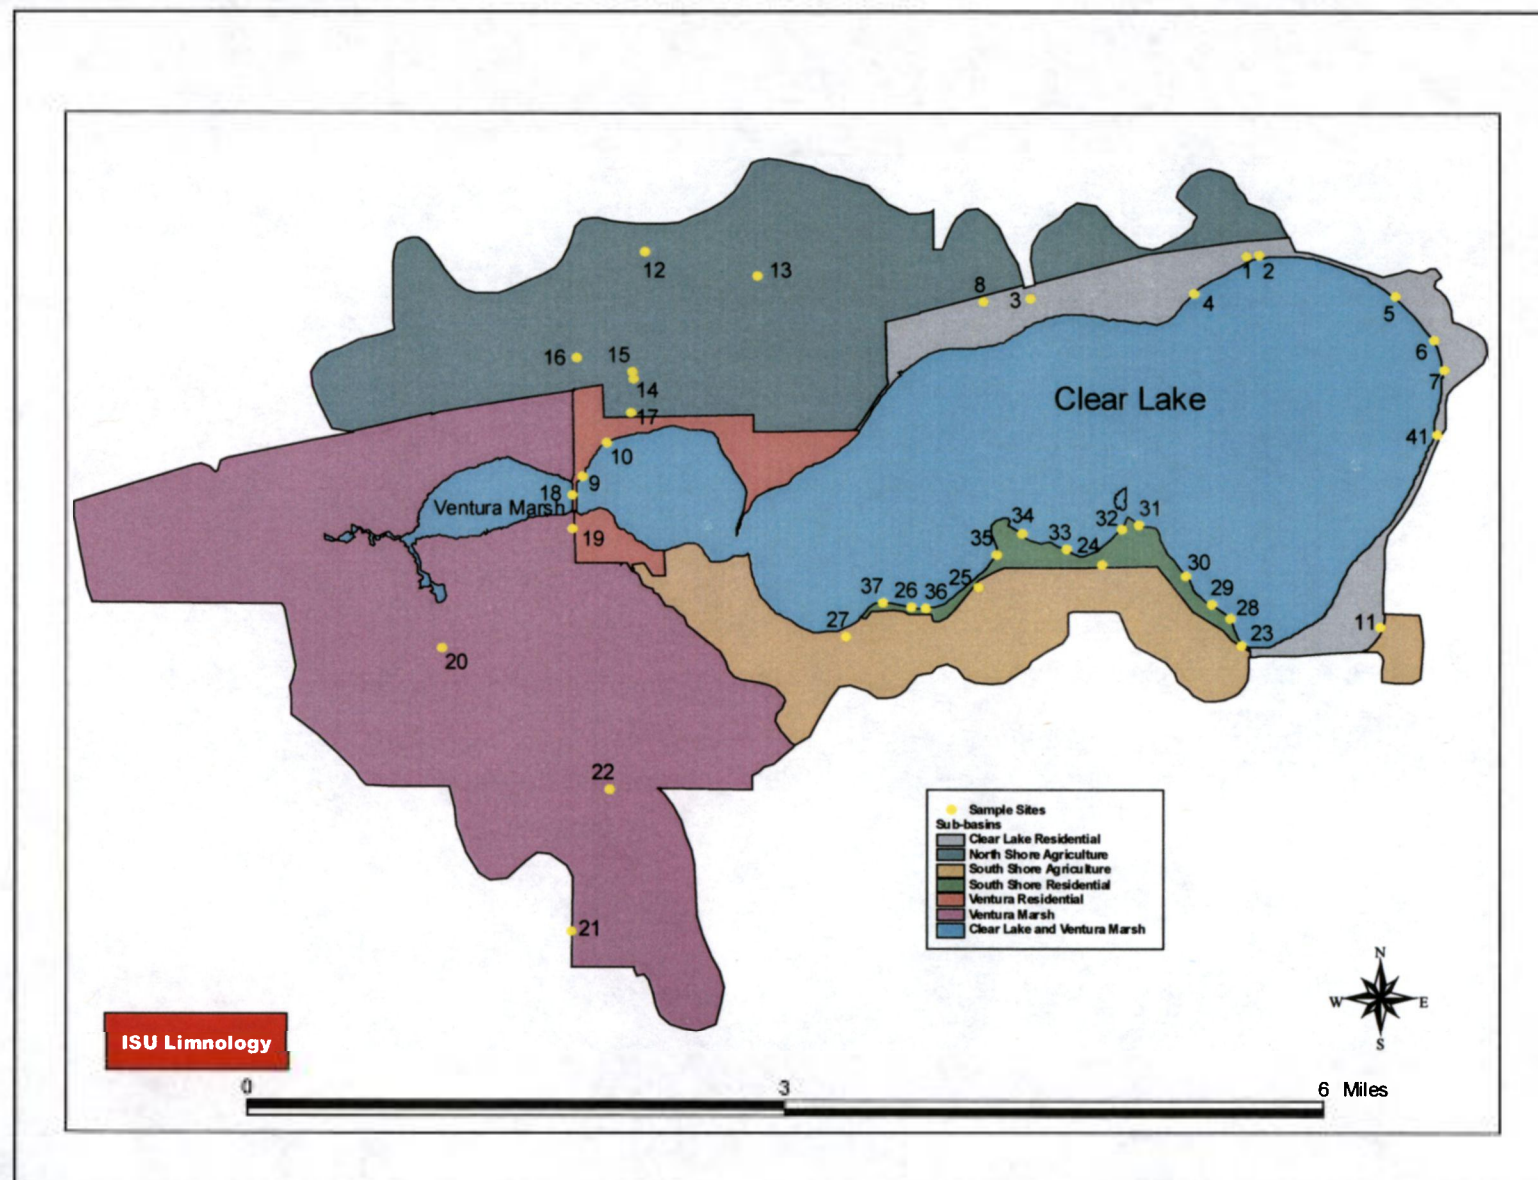 12
13
8
3
1
2
4
5
6
7
41
16
15
14
17
10
9
18
19
Ventura Marsh
Clear Lake
34
33
24
32
31
35
25
30
29
28
23
37
26
36
27
11
20
22
21
Sample Sites
Sub-basins
Clear Lake Residential
North Shore Agriculture
South Shore Agriculture
South Shore Residential
Ventura Residential
Ventura Marsh
Clear Lake and Ventura Marsh
N
W
E
S
ISU Limnology
0
3
6 Miles